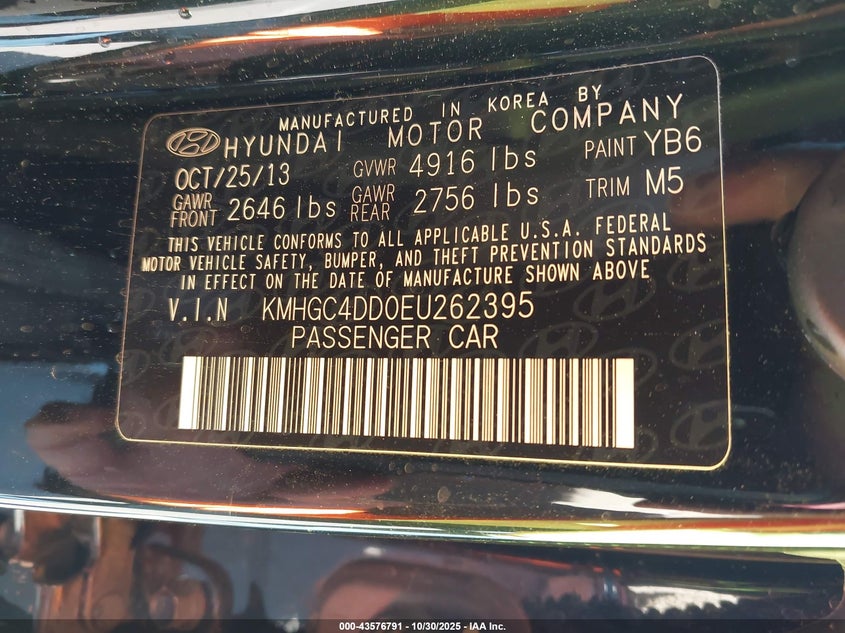 MANUFACTURED IN KOREA BY
HYUNDAI MOTOR COMPANY
OCT/25/13 GVWR 4916 lbs PAINT YB6
GAWR FRONT 2646 lbs GAWR REAR 2756 lbs TRIM M5
THIS VEHICLE CONFORMS TO ALL APPLICABLE U.S.A. FEDERAL
MOTOR VEHICLE SAFETY, BUMPER, AND THEFT PREVENTION STANDARDS
IN EFFECT ON THE DATE OF MANUFACTURE SHOWN ABOVE
V.I.N KMHGC4DD0EU262395
PASSENGER CAR
000-43576791 - 10/30/2025 - IAA Inc.